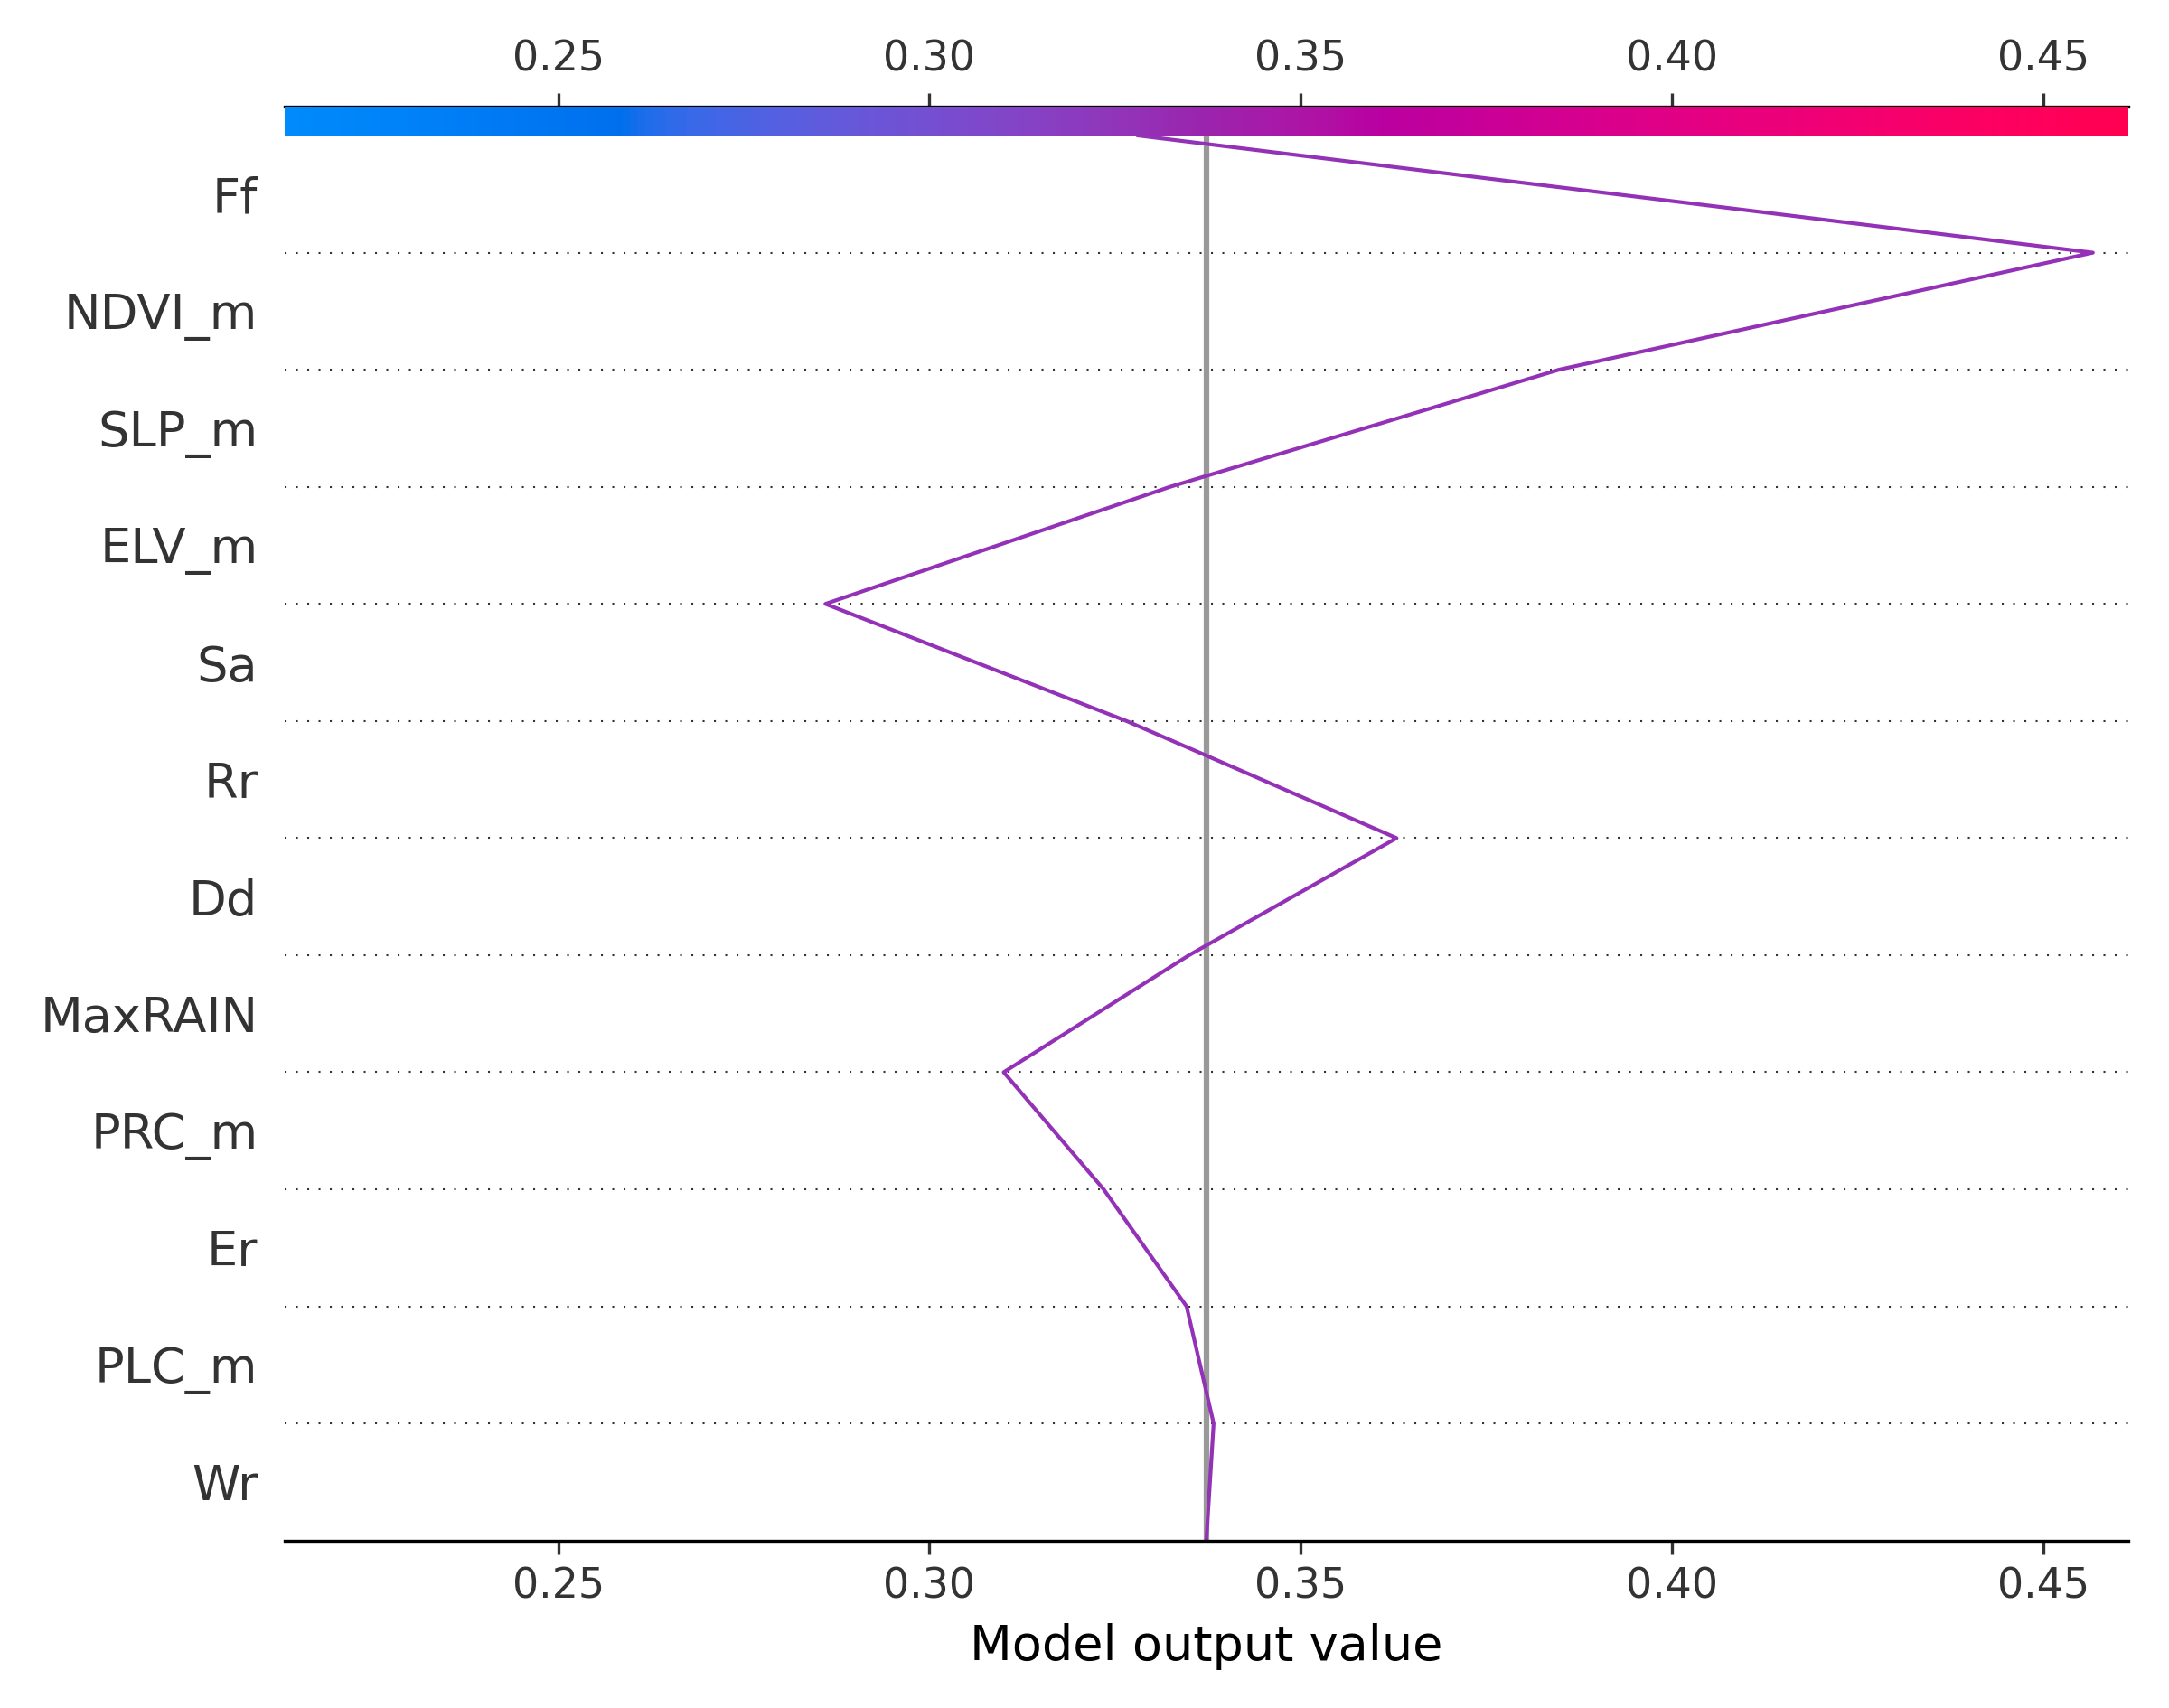 0.25 0.30 0.35 0.40 0.45
Ff
NDVI_m
SLP_m
ELV_m
Sa
Rr
Dd
MaxRAIN
PRC_m
Er
PLC_m
Wr
0.25 0.30 0.35 0.40 0.45
Model output value